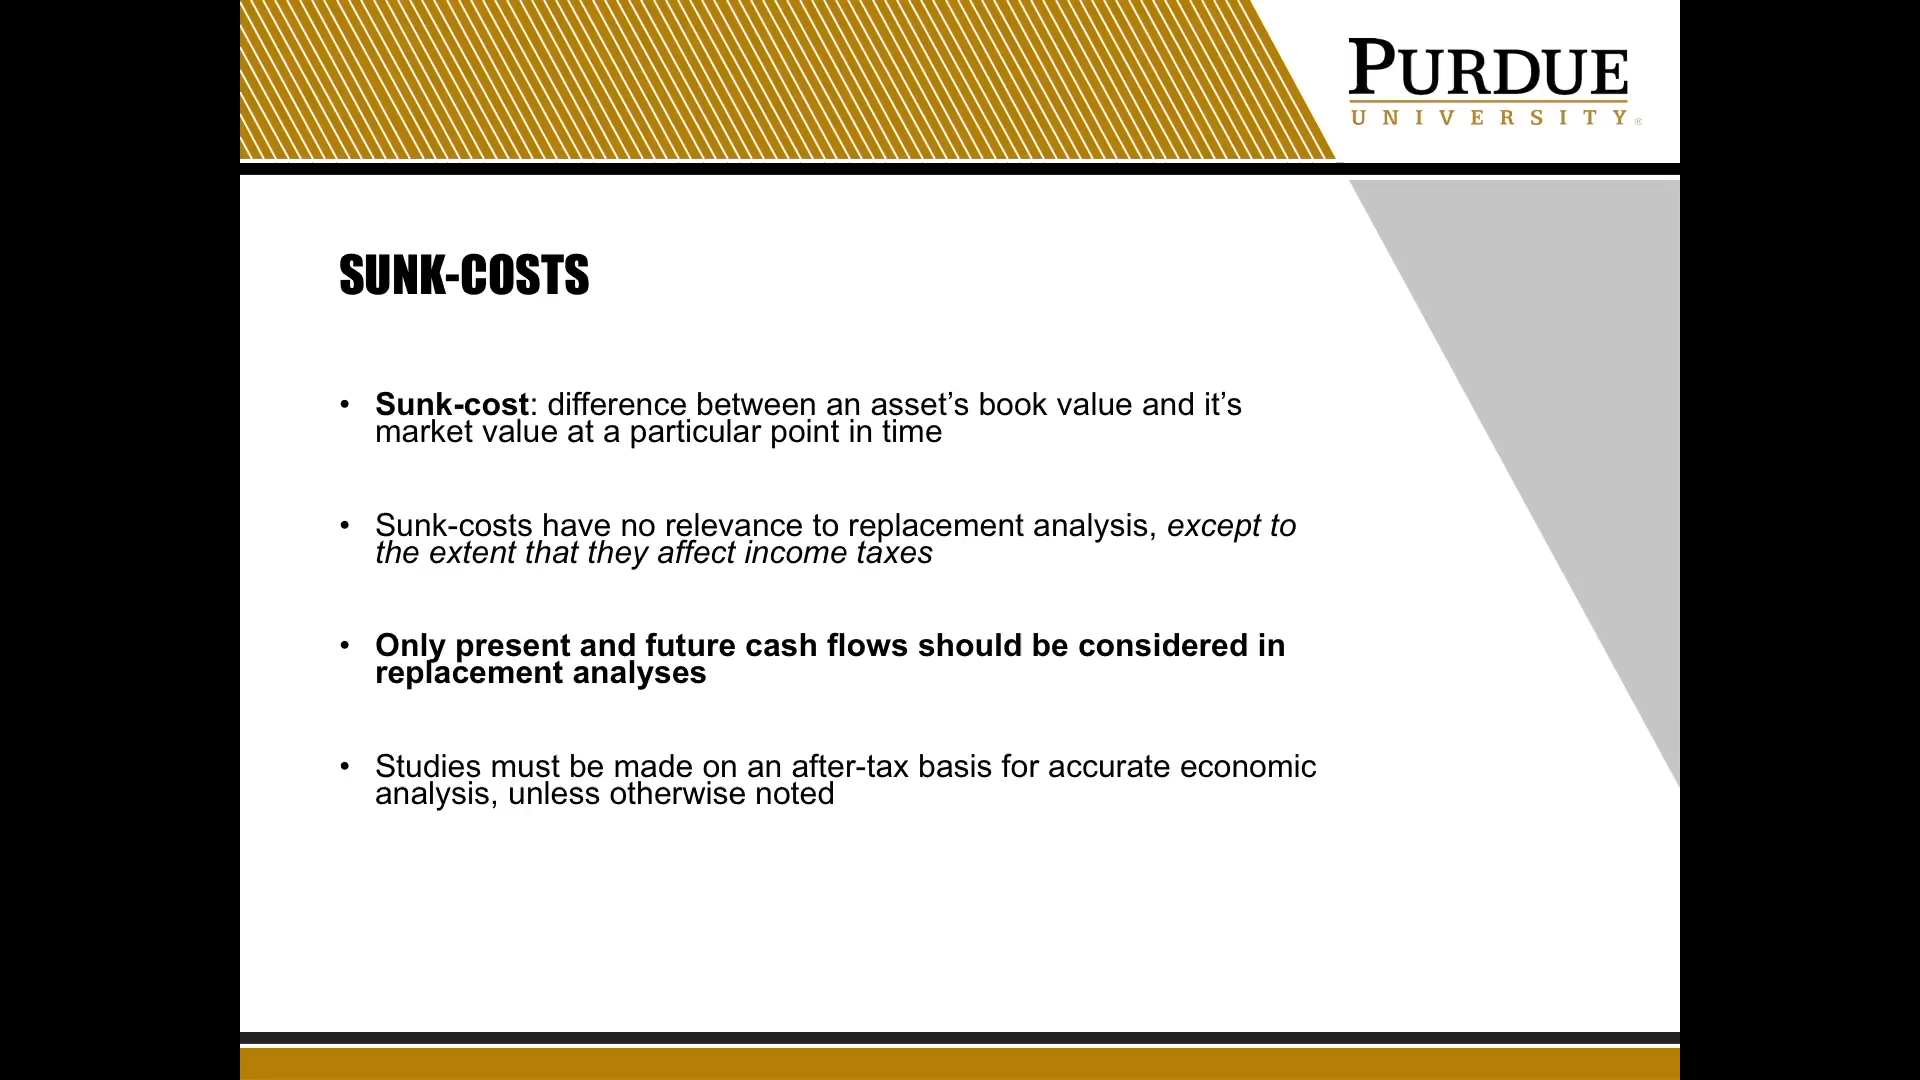 PURDUE
UNIVERSITY®
SUNK-COSTS
• Sunk-cost: difference between an asset’s book value and it’s
market value at a particular point in time
• Sunk-costs have no relevance to replacement analysis, except to
the extent that they affect income taxes
• Only present and future cash flows should be considered in
replacement analyses
• Studies must be made on an after-tax basis for accurate economic
analysis, unless otherwise noted